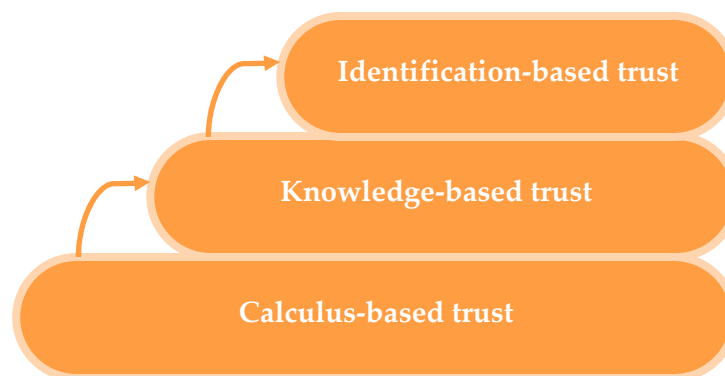 Identification-based trust
Knowledge-based trust
Calculus-based trust